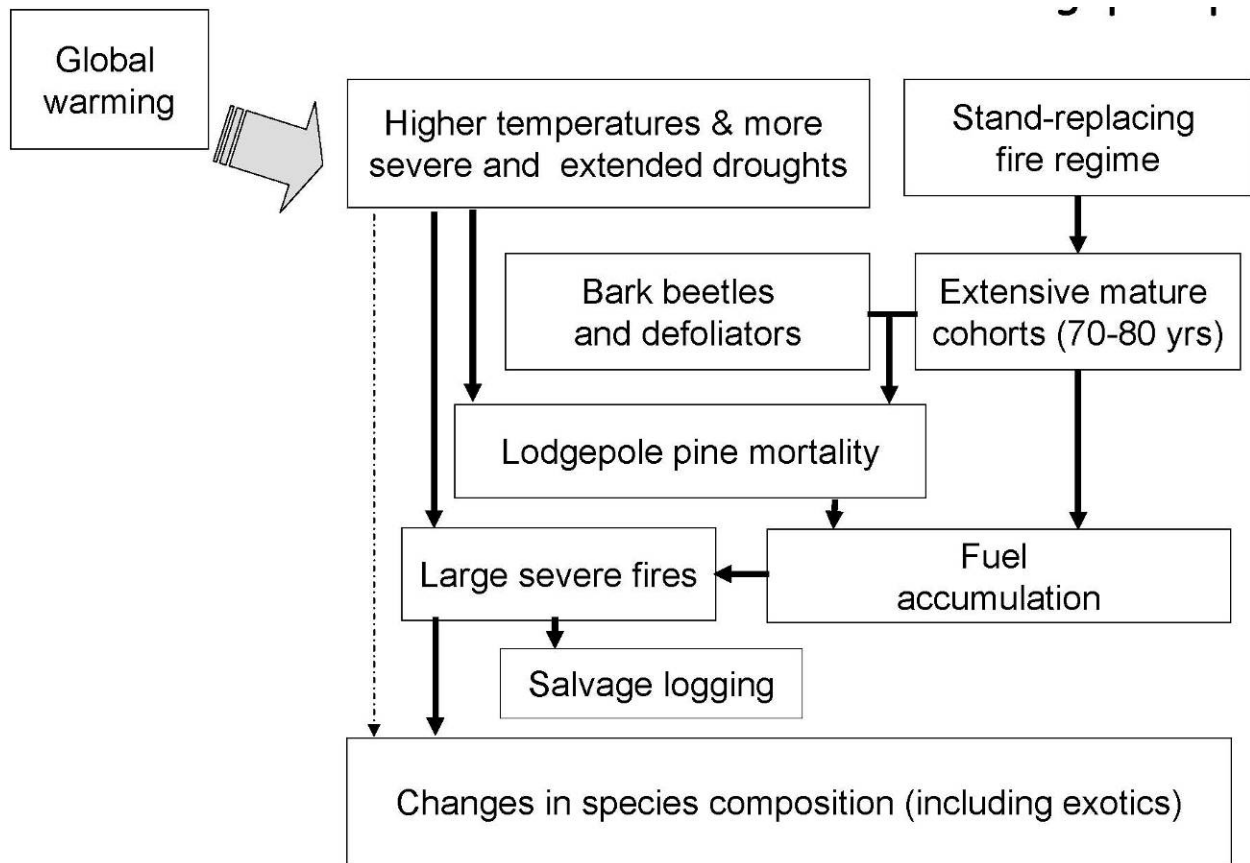 Global
warming
Higher temperatures & more
severe and extended droughts
Stand-replacing
fire regime
Bark beetles
and defoliators
Extensive mature
cohorts (70-80 yrs)
Lodgepole pine mortality
Large severe fires
Fuel
accumulation
Salvage logging
Changes in species composition (including exotics)